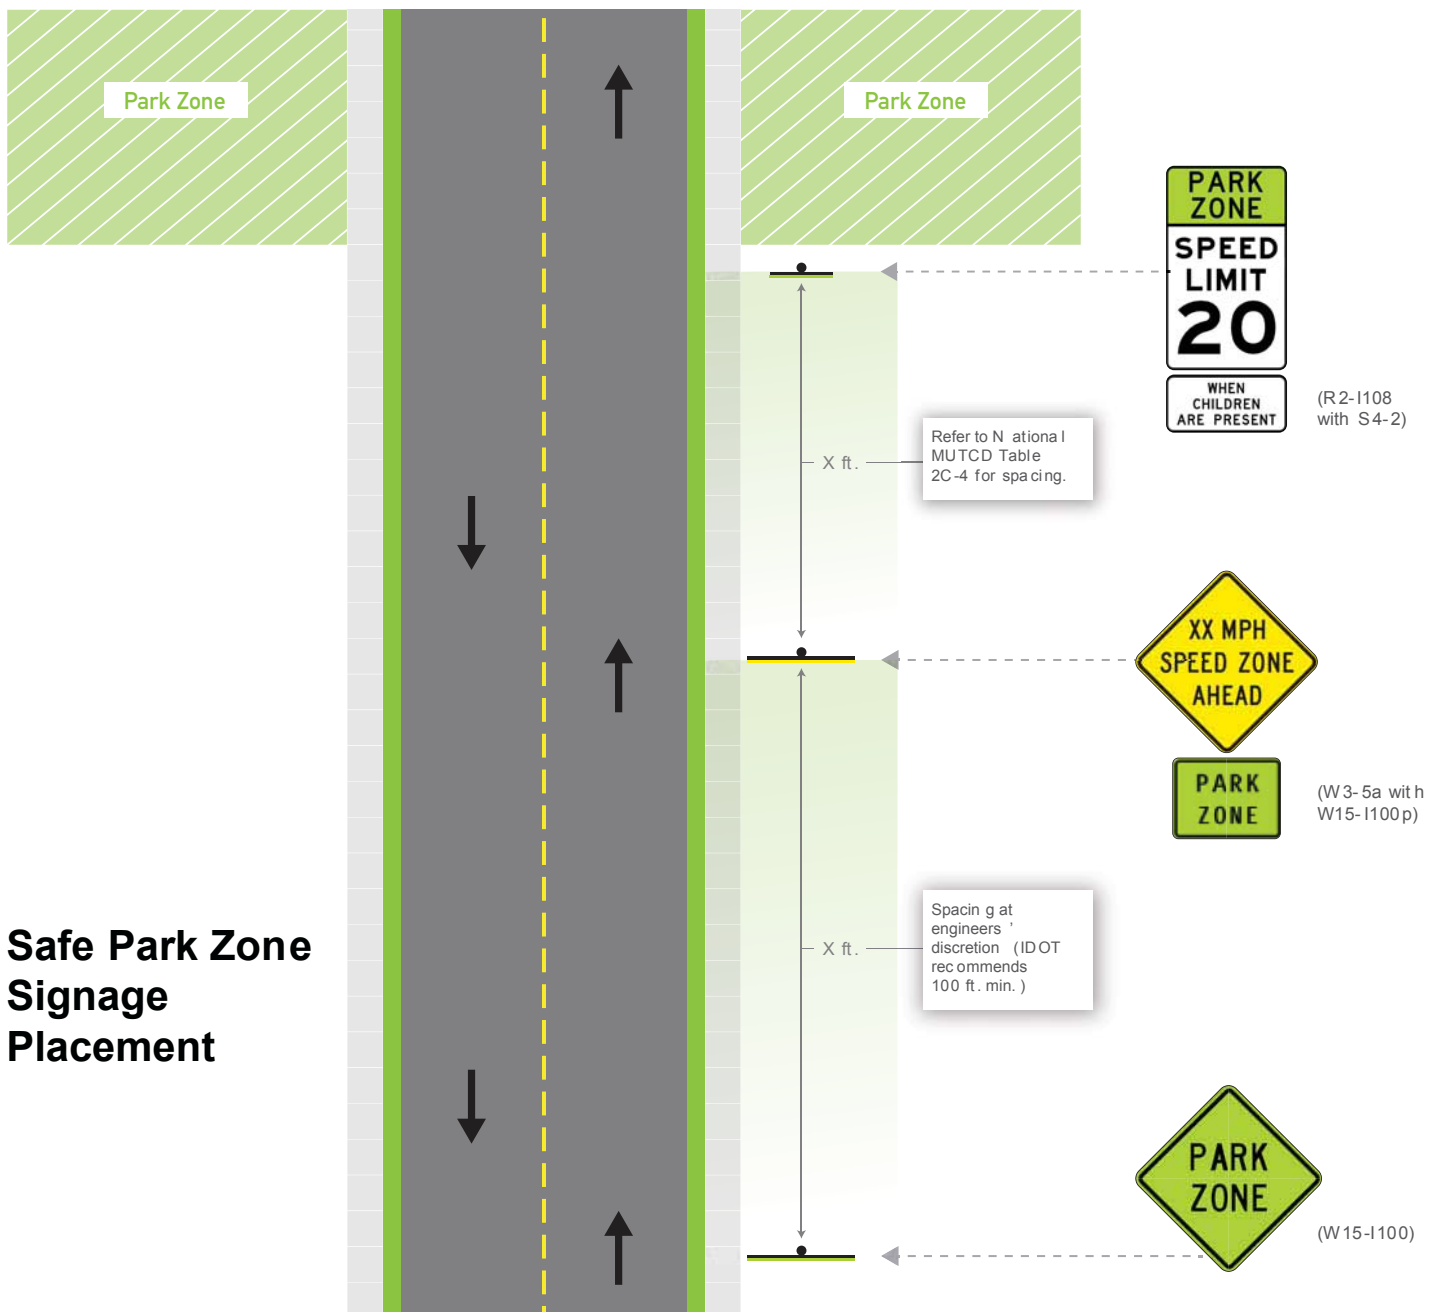 Park Zone
Park Zone
PARK
ZONE
SPEED
LIMIT
20
WHEN
CHILDREN
ARE PRESENT
(R2-I108
with S4-2)
X ft.
Refer to National
MUTCD Table
2C-4 for spacing.
XX MPH
SPEED ZONE
AHEAD
PARK
ZONE
(W3-5a with
W15-I100p)
X ft.
Spacing at
engineers’
discretion (IDOT
recommends
100 ft. min.)
Safe Park Zone
Signage
Placement
PARK
ZONE
(W15-I100)